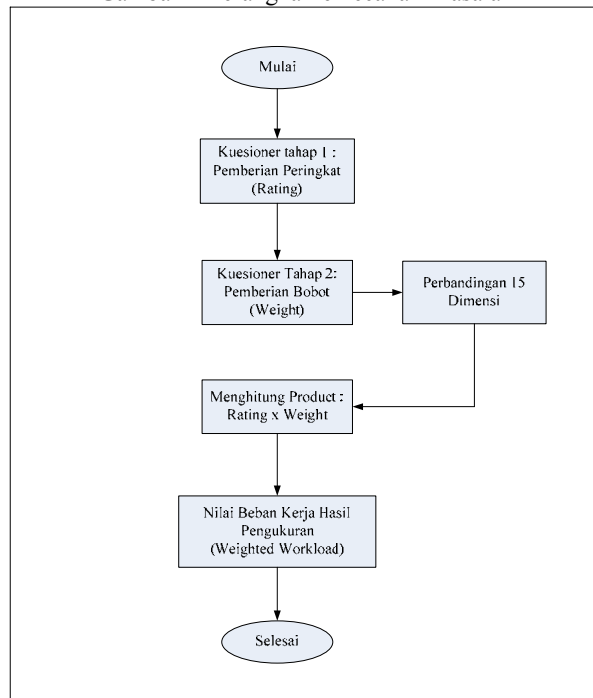 Mulai
Kuesioner tahap 1 :
Pemberian Peringkat
(Rating)
Kuesioner Tahap 2:
Pemberian Bobot
(Weight)
Perbandingan 15
Dimensi
Menghitung Product :
Rating x Weight
Nilai Beban Kerja Hasil
Pengukuran
(Weighted Workload)
Selesai